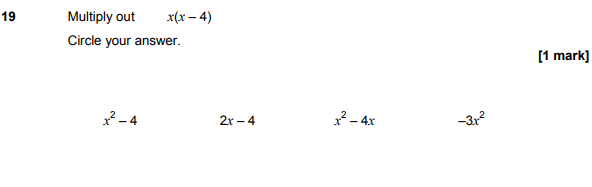 19 Multiply out x(x – 4)
Circle your answer.
[1 mark]
x² – 4 2x – 4 x² – 4x –3x²